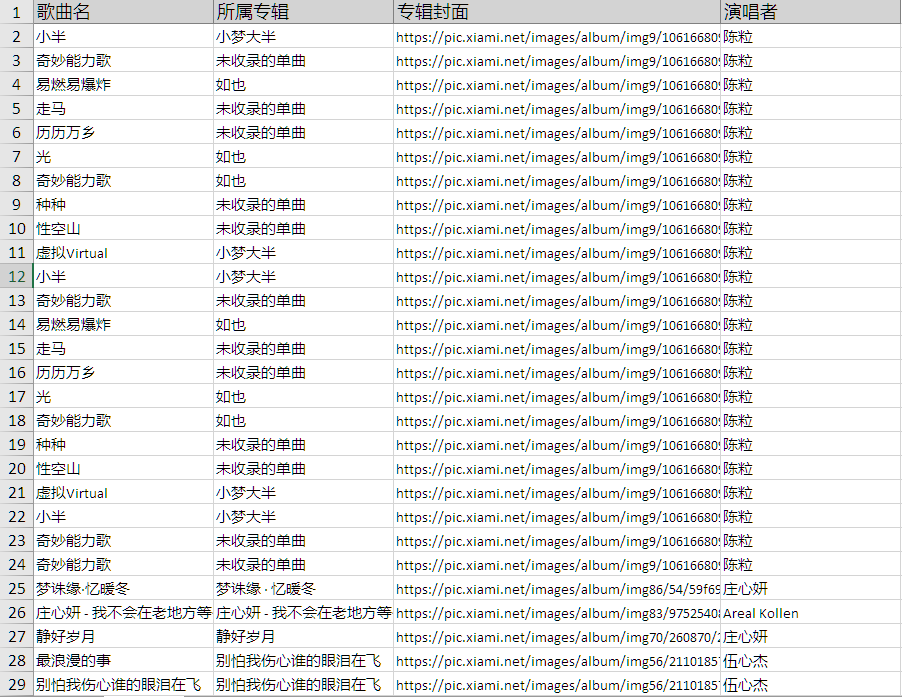 1 歌曲名 所属专辑 专辑封面 演唱者
2 小半 小梦大半 https://pic.xiami.net/images/album/img9/10616680 陈粒
3 奇妙能力歌 未收录的单曲 https://pic.xiami.net/images/album/img9/10616680 陈粒
4 易燃易爆炸 如也 https://pic.xiami.net/images/album/img9/10616680 陈粒
5 走马 未收录的单曲 https://pic.xiami.net/images/album/img9/10616680 陈粒
6 历历万乡 未收录的单曲 https://pic.xiami.net/images/album/img9/10616680 陈粒
7 光 如也 https://pic.xiami.net/images/album/img9/10616680 陈粒
8 奇妙能力歌 如也 https://pic.xiami.net/images/album/img9/10616680 陈粒
9 种种 未收录的单曲 https://pic.xiami.net/images/album/img9/10616680 陈粒
10 性空山 未收录的单曲 https://pic.xiami.net/images/album/img9/10616680 陈粒
11 虚拟Virtual 小梦大半 https://pic.xiami.net/images/album/img9/10616680 陈粒
12 小半 小梦大半 https://pic.xiami.net/images/album/img9/10616680 陈粒
13 奇妙能力歌 未收录的单曲 https://pic.xiami.net/images/album/img9/10616680 陈粒
14 易燃易爆炸 如也 https://pic.xiami.net/images/album/img9/10616680 陈粒
15 走马 未收录的单曲 https://pic.xiami.net/images/album/img9/10616680 陈粒
16 历历万乡 未收录的单曲 https://pic.xiami.net/images/album/img9/10616680 陈粒
17 光 如也 https://pic.xiami.net/images/album/img9/10616680 陈粒
18 奇妙能力歌 如也 https://pic.xiami.net/images/album/img9/10616680 陈粒
19 种种 未收录的单曲 https://pic.xiami.net/images/album/img9/10616680 陈粒
20 性空山 未收录的单曲 https://pic.xiami.net/images/album/img9/10616680 陈粒
21 虚拟Virtual 小梦大半 https://pic.xiami.net/images/album/img9/10616680 陈粒
22 小半 小梦大半 https://pic.xiami.net/images/album/img9/10616680 陈粒
23 奇妙能力歌 未收录的单曲 https://pic.xiami.net/images/album/img9/10616680 陈粒
24 奇妙能力歌 未收录的单曲 https://pic.xiami.net/images/album/img9/10616680 陈粒
25 梦诛缘·忆暖冬 梦诛缘 · 忆暖冬 https://pic.xiami.net/images/album/img86/54/59f69 庄心妍
26 庄心妍 - 我不会在老地方等 庄心妍 - 我不会在老地方等 https://pic.xiami.net/images/album/img83/9752540 Areal Kollen
27 静好岁月 静好岁月 https://pic.xiami.net/images/album/img70/260870/2 庄心妍
28 最浪漫的事 别怕我伤心谁的眼泪在飞 https://pic.xiami.net/images/album/img56/2110185 伍心杰
29 别怕我伤心谁的眼泪在飞 别怕我伤心谁的眼泪在飞 https://pic.xiami.net/images/album/img56/2110185 伍心杰